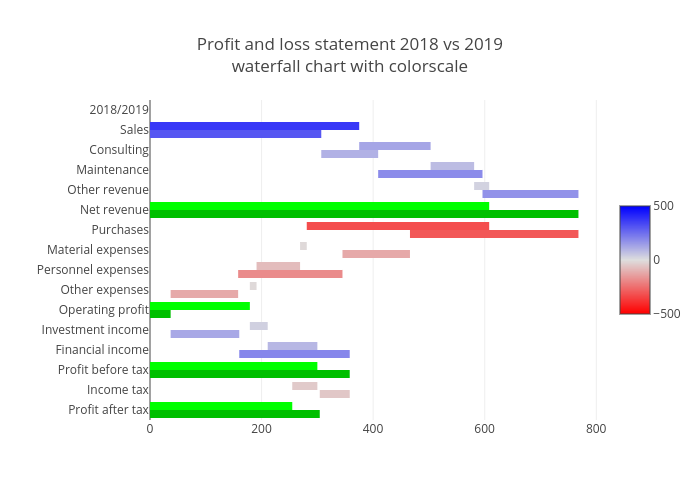 Profit and loss statement 2018 vs 2019
waterfall chart with colorscale
2018/2019
Sales
Consulting
Maintenance
Other revenue
Net revenue
Purchases
Material expenses
Personnel expenses
Other expenses
Operating profit
Investment income
Financial income
Profit before tax
Income tax
Profit after tax
0 200 400 600 800
500
0
−500